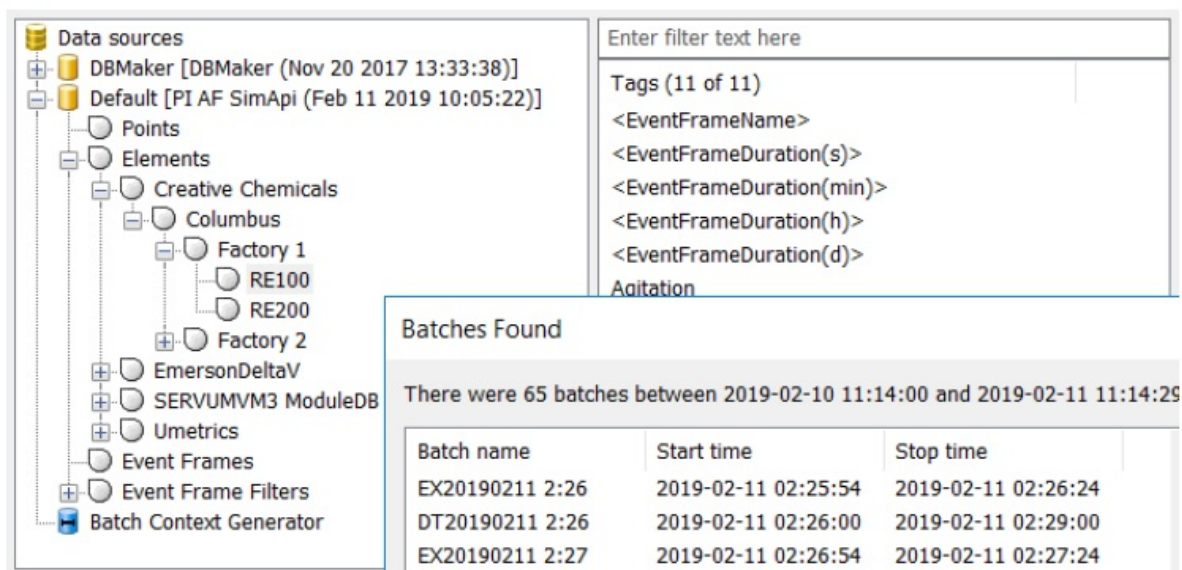 Data sources
DBMaker [DBMaker (Nov 20 2017 13:33:38)]
Default [PI AF SimApi (Feb 11 2019 10:05:22)]
Points
Elements
Creative Chemicals
Columbus
Factory 1
RE100
RE200
Factory 2
EmersonDeltaV
SERVUMVM3 ModuleDB
Umetrics
Event Frames
Event Frame Filters
Batch Context Generator
Enter filter text here
Tags (11 of 11)
<EventFrameName>
<EventFrameDuration(s)>
<EventFrameDuration(min)>
<EventFrameDuration(h)>
<EventFrameDuration(d)>
Agitation
Batches Found
There were 65 batches between 2019-02-10 11:14:00 and 2019-02-11 11:14:29
Batch name Start time Stop time
EX20190211 2:26 2019-02-11 02:25:54 2019-02-11 02:26:24
DT20190211 2:26 2019-02-11 02:26:00 2019-02-11 02:29:00
EX20190211 2:27 2019-02-11 02:26:54 2019-02-11 02:27:24